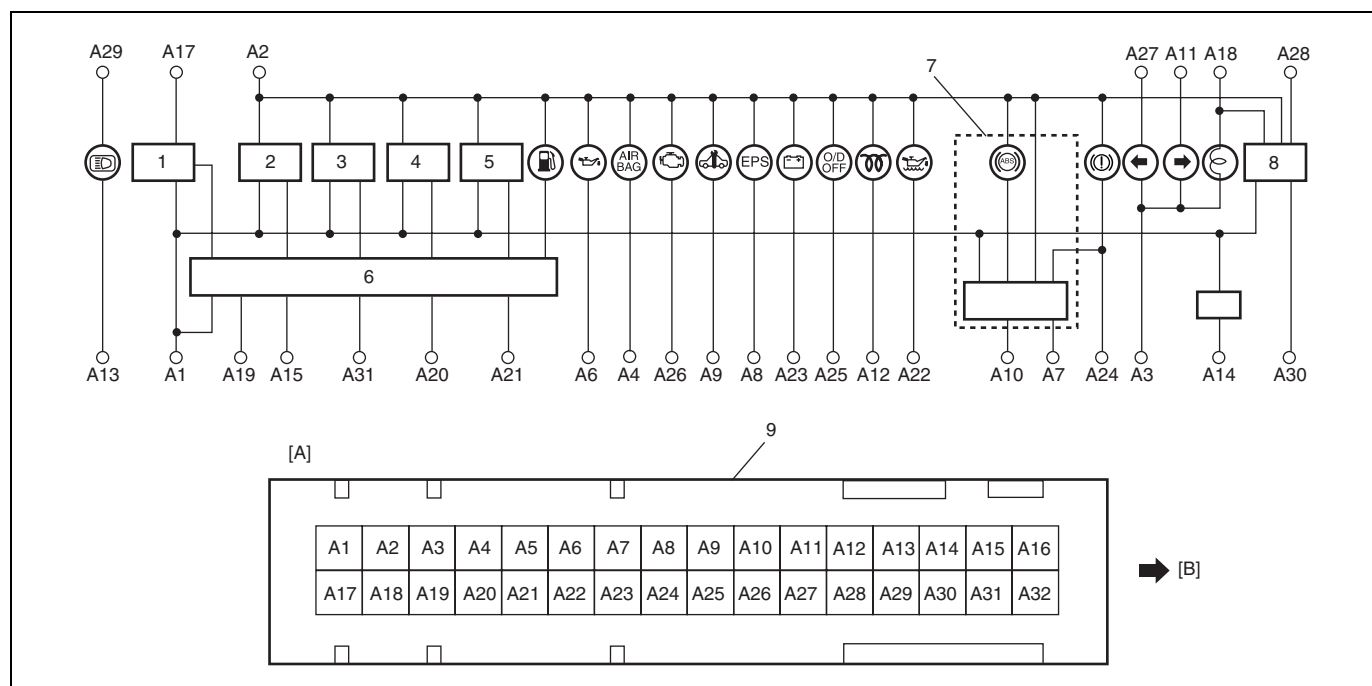 A29 A17 A2 7 A27 A11 A18 A28
1 2 3 4 5 AIR BAG EPS O/D OFF ABS 8
6
A13 A1 A19 A15 A31 A20 A21 A6 A4 A26 A9 A8 A23 A25 A12 A22 A10 A7 A24 A3 A14 A30
9
[A]
A1 A2 A3 A4 A5 A6 A7 A8 A9 A10 A11 A12 A13 A14 A15 A16
[B]
A17 A18 A19 A20 A21 A22 A23 A24 A25 A26 A27 A28 A29 A30 A31 A32